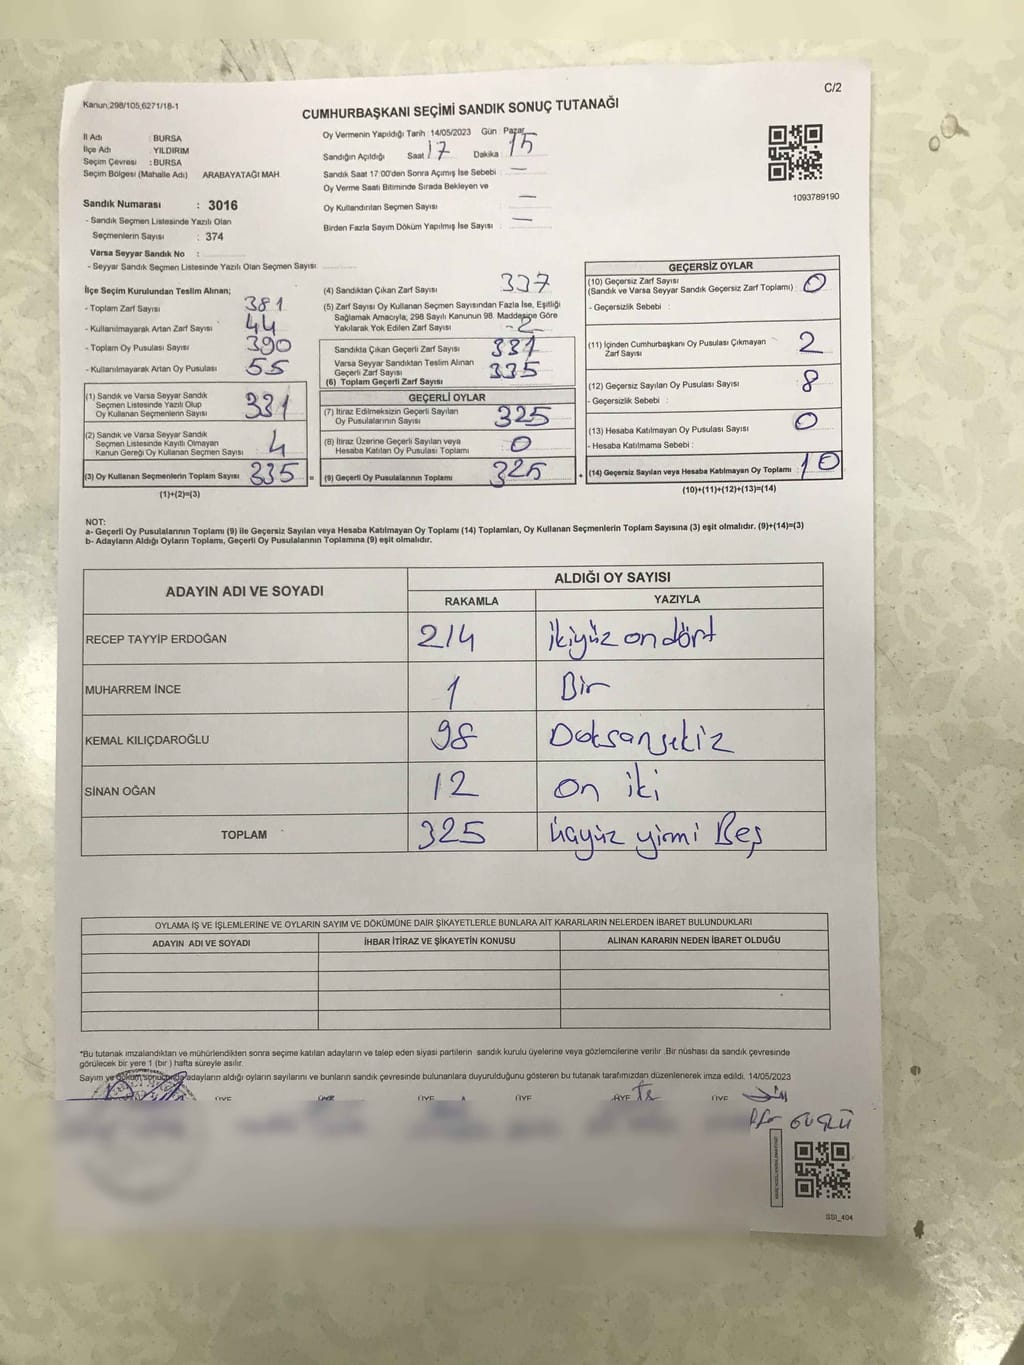 C/2
Kanun,298/105,6271/18-1
CUMHURBAŞKANI SEÇİMİ SANDIK SONUÇ TUTANAĞI
İl Adı : BURSA
İlçe Adı : YILDIRIM
Seçim Çevresi : BURSA
Seçim Bölgesi (Mahalle Adı) ARABAYATAĞI MAH.
Oy Vermenin Yapıldığı Tarih : 14/05/2023 Gün : Pazar
Sandığın Açıldığı Saat 17 Dakika 15
Sandık Saat 17:00'den Sonra Açımış İse Sebebi : —
Oy Verme Saati Bitiminde Sırada Bekleyen ve
Oy Kullandırılan Seçmen Sayısı —
Birden Fazla Sayım Döküm Yapılmış İse Sayısı : —
1093789190
Sandık Numarası : 3016
- Sandık Seçmen Listesinde Yazılı Olan
Seçmenlerin Sayısı : 374
Varsa Seyyar Sandık No :
- Seyyar Sandık Seçmen Listesinde Yazılı Olan Seçmen Sayısı:
İlçe Seçim Kurulundan Teslim Alınan;
- Toplam Zarf Sayısı 381
- Kullanılmayarak Artan Zarf Sayısı 44
- Toplam Oy Pusulası Sayısı 390
- Kullanılmayarak Artan Oy Pusulası 55
(1) Sandık ve Varsa Seyyar Sandık
Seçmen Listesinde Yazılı Olup
Oy Kullanan Seçmenlerin Sayısı 331
(2) Sandık ve Varsa Seyyar Sandık
Seçmen Listesinde Kayıtlı Olmayan
Kanun Gereği Oy Kullanan Seçmen Sayısı 4
(3) Oy Kullanan Seçmenlerin Toplam Sayısı 335 =
(1)+(2)=(3)
(4) Sandıktan Çıkan Zarf Sayısı 337
(5) Zarf Sayısı Oy Kullanan Seçmen Sayısından Fazla İse, Eşitliği
Sağlamak Amacıyla, 298 Sayılı Kanunun 98. Maddesine Göre
Yakılarak Yok Edilen Zarf Sayısı -2-
Sandıkta Çıkan Geçerli Zarf Sayısı 331
Varsa Seyyar Sandıktan Teslim Alınan
Geçerli Zarf Sayısı 335
(6) Toplam Geçerli Zarf Sayısı
GEÇERLİ OYLAR
(7) İtiraz Edilmeksizin Geçerli Sayılan
Oy Pusulasının Sayısı 325
(8) İtiraz Üzerine Geçerli Sayılan veya
Hesaba Katılan Oy Pusulası Toplamı 0
(9) Geçerli Oy Pusulalarının Toplamı 325 +
GEÇERSİZ OYLAR
(10) Geçersiz Zarf Sayısı
(Sandık ve Varsa Seyyar Sandık Geçersiz Zarf Toplamı) 0
- Geçersizlik Sebebi :
(11) İçinden Cumhurbaşkanı Oy Pusulası Çıkmayan
Zarf Sayısı 2
(12) Geçersiz Sayılan Oy Pusulası Sayısı 8
- Geçersizlik Sebebi :
(13) Hesaba Katılmayan Oy Pusulası Sayısı 0
- Hesaba Katılmama Sebebi :
(14) Geçersiz Sayılan veya Hesaba Katılmayan Oy Toplamı 10
(10)+(11)+(12)+(13)=(14)
NOT:
a- Geçerli Oy Pusulalarının Toplamı (9) ile Geçersiz Sayılan veya Hesaba Katılmayan Oy Toplamı (14) Toplamları, Oy Kullanan Seçmenlerin Toplam Sayısına (3) eşit olmalıdır. (9)+(14)=(3)
b- Adayların Aldığı Oyların Toplamı, Geçerli Oy Pusulalarının Toplamına (9) eşit olmalıdır.
ADAYIN ADI VE SOYADI ALDIĞI OY SAYISI
RAKAMLA YAZIYLA
RECEP TAYYİP ERDOĞAN 214 İkiyüz on dört
MUHARREM İNCE 1 Bir
KEMAL KILIÇDAROĞLU 98 Doksansekiz
SİNAN OĞAN 12 on iki
TOPLAM 325 üçyüz yirmi Beş
OYLAMA İŞ VE İŞLEMLERİNE VE OYLARIN SAYIM VE DÖKÜMÜNE DAİR ŞİKAYETLERLE BUNLARA AİT KARARLARIN NELERDEN İBARET BULUNDUKLARI
ADAYIN ADI VE SOYADI İHBAR İTİRAZ VE ŞİKAYETİN KONUSU ALINAN KARARIN NEDEN İBARET OLDUĞU
*Bu tutanak imzalandıktan ve mühürlendikten sonra seçime katılan adayların ve talep eden siyasi partilerin sandık kurulu üyelerine veya gözlemcilerine verilir .Bir nüshası da sandık çevresinde
görülecek bir yere 1 (bir ) hafta süreyle asılır.
Sayım ve döküm sonucunda adayların aldığı oyların sayılarını ve bunların sandık çevresinde bulunanlara duyurulduğunu gösteren bu tutanak tarafımızdan düzenlenerek imza edildi. 14/05/2023
ÜYE ÜYE ÜYE ÜYE ÜYE
SSI_404